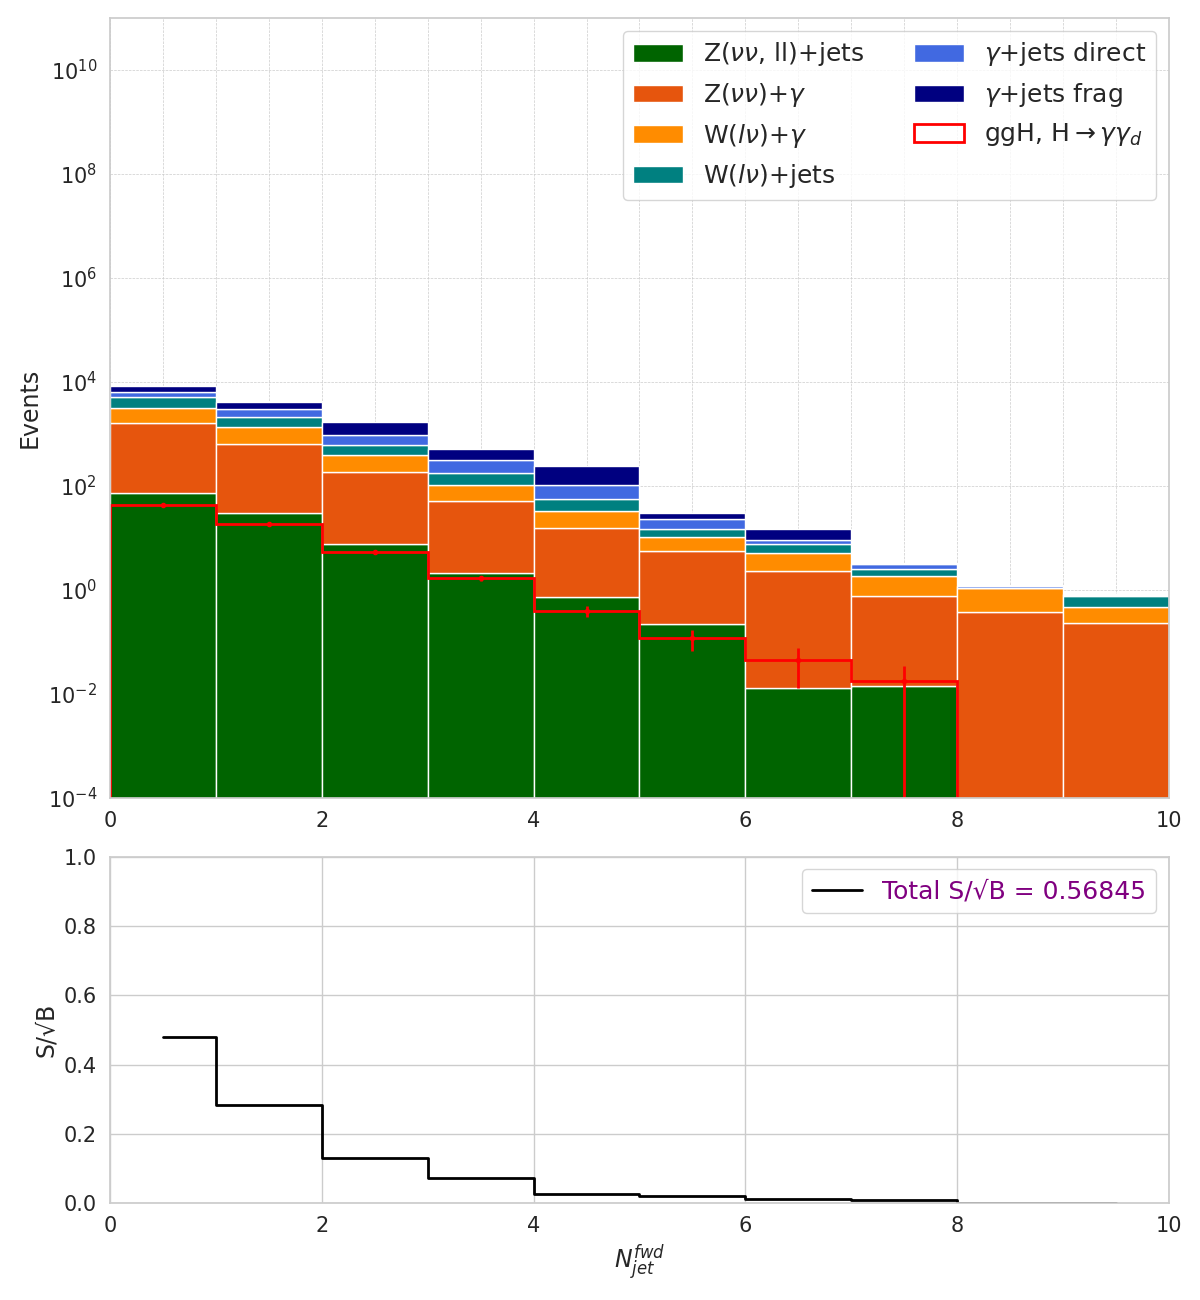 Z(νν, ll)+jets
Z(νν)+γ
W(lν)+γ
W(lν)+jets
γ+jets direct
γ+jets frag
ggH, H→γγ_d
10^10
10^8
10^6
10^4
10^2
10^0
10^−2
10^−4
Events
0 2 4 6 8 10
Total S/√B = 0.56845
1.0
0.8
0.6
0.4
0.2
0.0
S/√B
0 2 4 6 8 10
N_jet^fwd